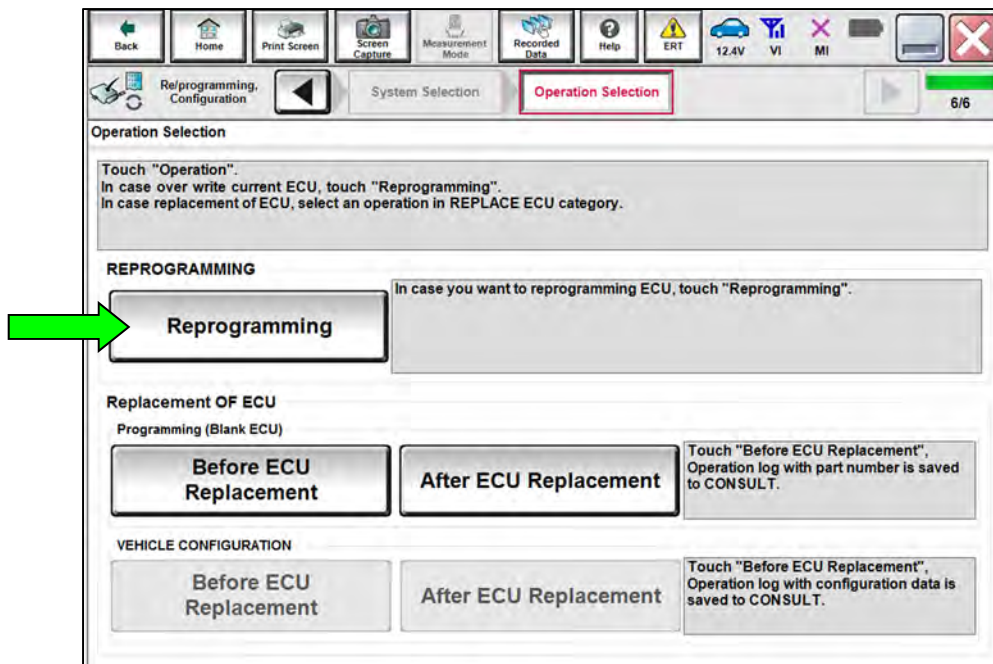 Back
Home
Print Screen
Screen
Capture
Measurement
Mode
Recorded
Data
Help
ERT
12.4V
VI
MI
Re/programming,
Configuration
System Selection
Operation Selection
6/6
Operation Selection
Touch "Operation".
In case over write current ECU, touch "Reprogramming".
In case replacement of ECU, select an operation in REPLACE ECU category.
REPROGRAMMING
Reprogramming
In case you want to reprogramming ECU, touch "Reprogramming".
Replacement OF ECU
Programming (Blank ECU)
Before ECU
Replacement
After ECU Replacement
Touch "Before ECU Replacement",
Operation log with part number is saved
to CONSULT.
VEHICLE CONFIGURATION
Before ECU
Replacement
After ECU Replacement
Touch "Before ECU Replacement",
Operation log with configuration data is
saved to CONSULT.